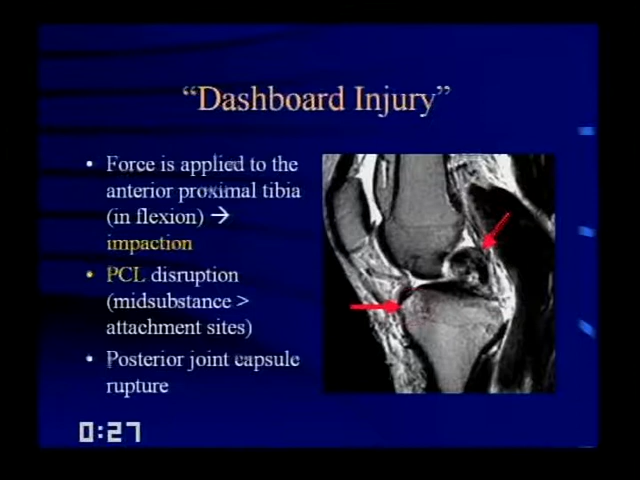 “Dashboard Injury”
• Force is applied to the
anterior proximal tibia
(in flexion) →
impaction
• PCL disruption
(midsubstance >
attachment sites)
• Posterior joint capsule
rupture
0:27